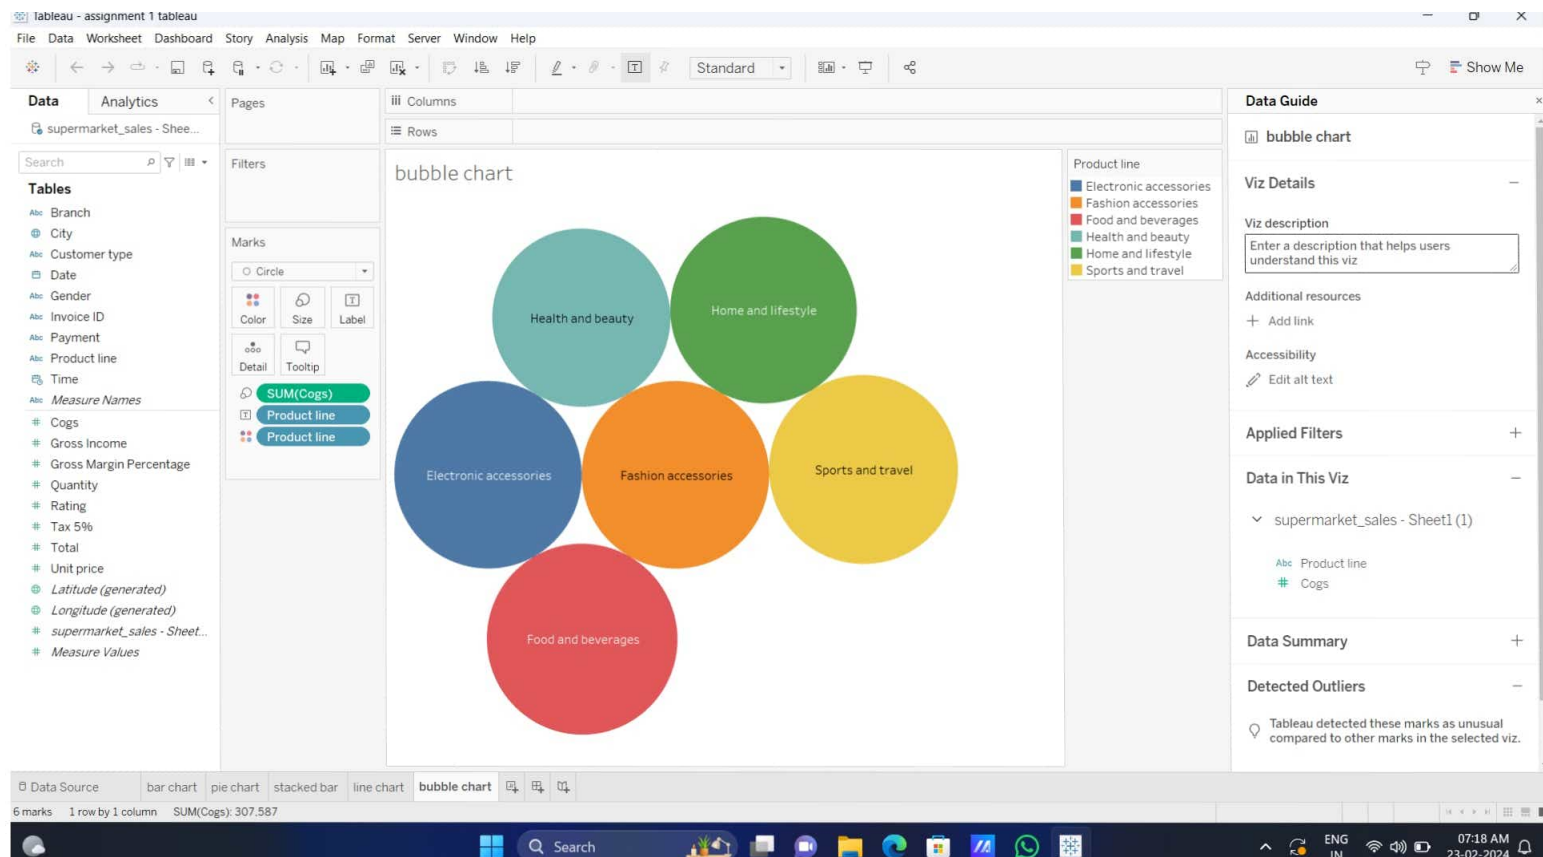 Tableau - assignment 1 tableau
File Data Worksheet Dashboard Story Analysis Map Format Server Window Help
Standard
Show Me
Data Analytics
supermarket_sales - Shee...
Search
Tables
Abc Branch
City
Abc Customer type
Date
Abc Gender
Abc Invoice ID
Abc Payment
Abc Product line
Time
Abc Measure Names
# Cogs
# Gross Income
# Gross Margin Percentage
# Quantity
# Rating
# Tax 5%
# Total
# Unit price
Latitude (generated)
Longitude (generated)
# supermarket_sales - Sheet...
# Measure Values
Pages
Filters
Marks
Circle
Color Size Label
Detail Tooltip
SUM(Cogs)
Product line
Product line
Columns
Rows
bubble chart
Health and beauty
Home and lifestyle
Electronic accessories
Fashion accessories
Sports and travel
Food and beverages
Product line
Electronic accessories
Fashion accessories
Food and beverages
Health and beauty
Home and lifestyle
Sports and travel
Data Guide
bubble chart
Viz Details
Viz description
Enter a description that helps users
understand this viz
Additional resources
+ Add link
Accessibility
Edit alt text
Applied Filters
Data in This Viz
supermarket_sales - Sheet1 (1)
Abc Product line
# Cogs
Data Summary
Detected Outliers
Tableau detected these marks as unusual
compared to other marks in the selected viz.
Data Source bar chart pie chart stacked bar line chart bubble chart
6 marks 1 row by 1 column SUM(Cogs): 307,587
Search
ENG
IN
07:18 AM
23-02-2024